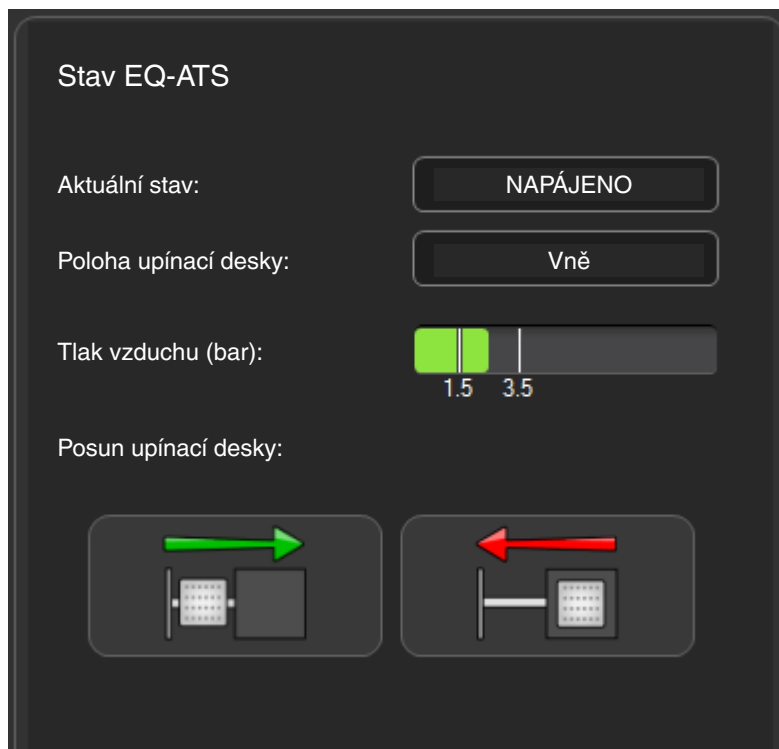 Stav EQ-ATS
Aktuální stav: NAPÁJENO
Poloha upínací desky: Vně
Tlak vzduchu (bar):
1.5 3.5
Posun upínací desky: